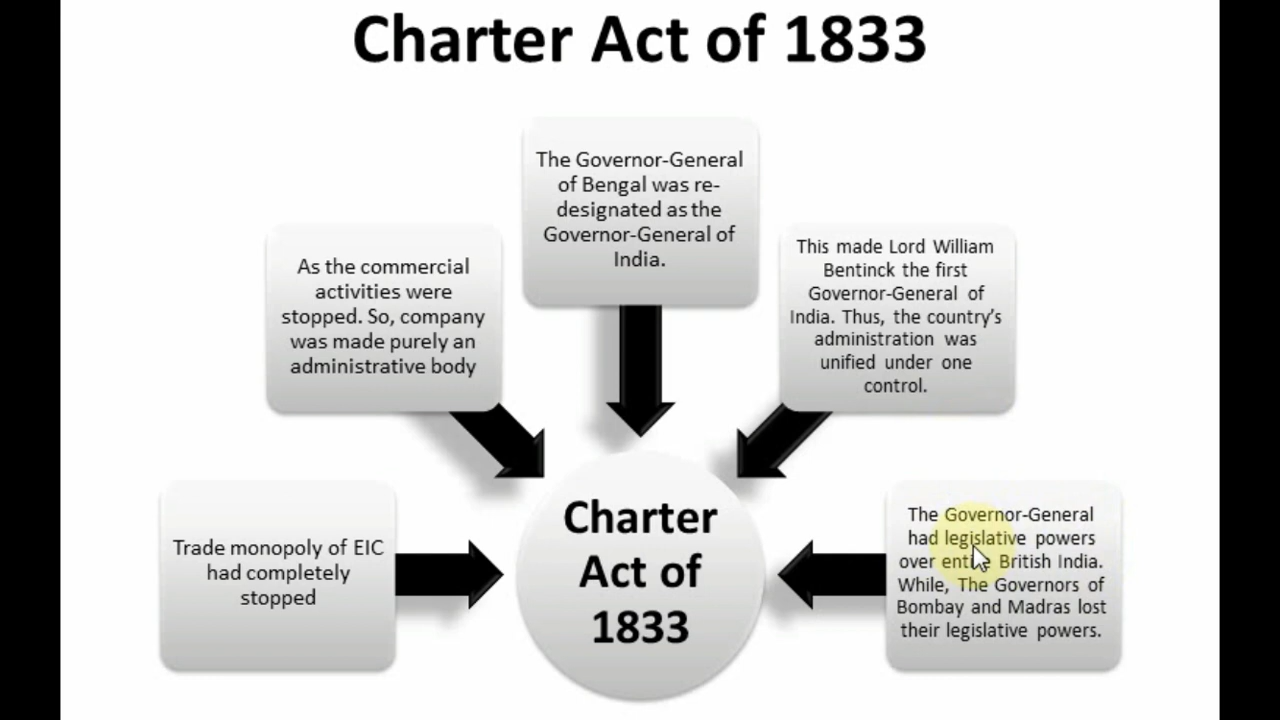 Charter Act of 1833
The Governor-General
of Bengal was re-
designated as the
Governor-General of
India.
As the commercial
activities were
stopped. So, company
was made purely an
administrative body
This made Lord William
Bentinck the first
Governor-General of
India. Thus, the country's
administration was
unified under one
control.
Trade monopoly of EIC
had completely
stopped
Charter
Act of
1833
The Governor-General
had legislative powers
over entire British India.
While, The Governors of
Bombay and Madras lost
their legislative powers.